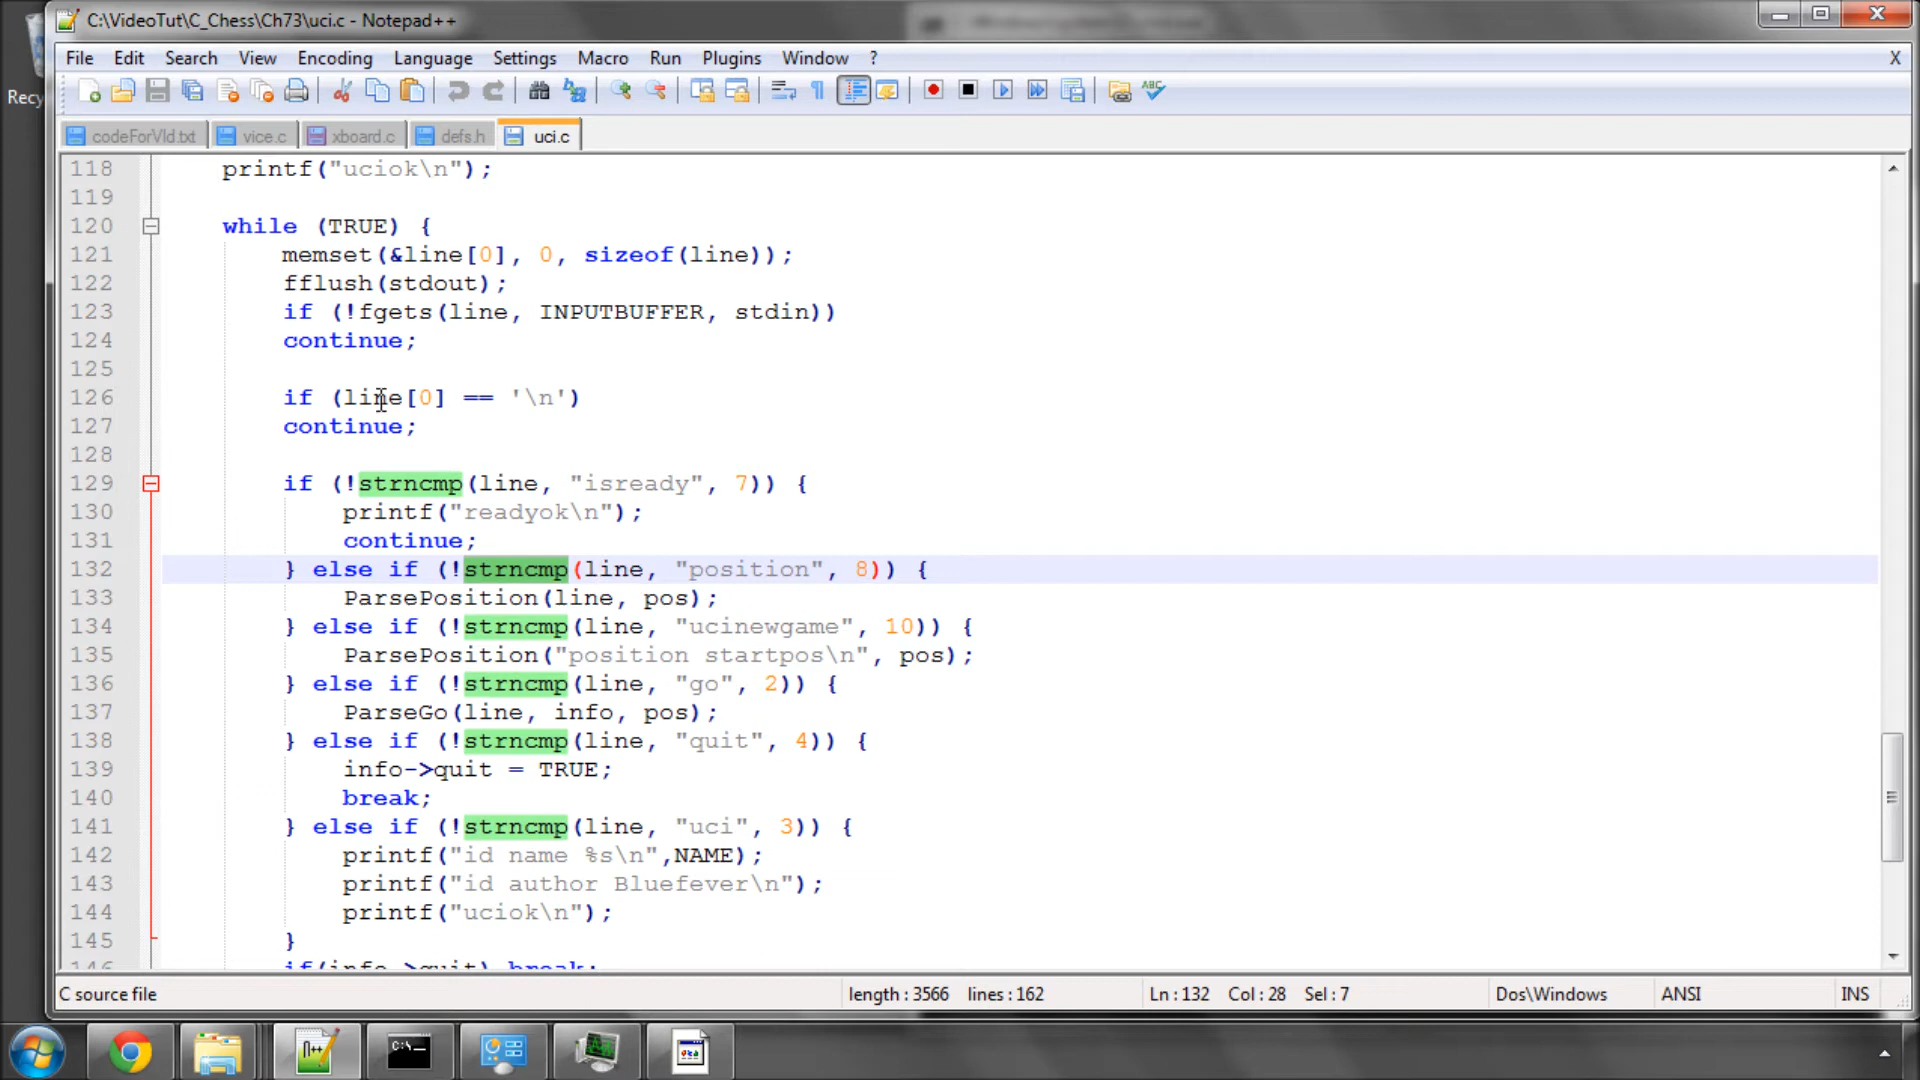 C:\VideoTut\C_Chess\Ch73\uci.c - Notepad++
File Edit Search View Encoding Language Settings Macro Run Plugins Window ? X
Recy
codeForVid.txt vice.c xboard.c defs.h uci.c
118 printf("uciok\n");
119
120 while (TRUE) {
121 memset(&line[0], 0, sizeof(line));
122 fflush(stdout);
123 if (!fgets(line, INPUTBUFFER, stdin))
124 continue;
125
126 if (line[0] == '\n')
127 continue;
128
129 if (!strncmp(line, "isready", 7)) {
130 printf("readyok\n");
131 continue;
132 } else if (!strncmp(line, "position", 8)) {
133 ParsePosition(line, pos);
134 } else if (!strncmp(line, "ucinewgame", 10)) {
135 ParsePosition("position startpos\n", pos);
136 } else if (!strncmp(line, "go", 2)) {
137 ParseGo(line, info, pos);
138 } else if (!strncmp(line, "quit", 4)) {
139 info->quit = TRUE;
140 break;
141 } else if (!strncmp(line, "uci", 3)) {
142 printf("id name %s\n",NAME);
143 printf("id author Bluefever\n");
144 printf("uciok\n");
145 }
146 if(info->quit) break;
C source file length : 3566 lines : 162 Ln : 132 Col : 28 Sel : 7 Dos\Windows ANSI INS